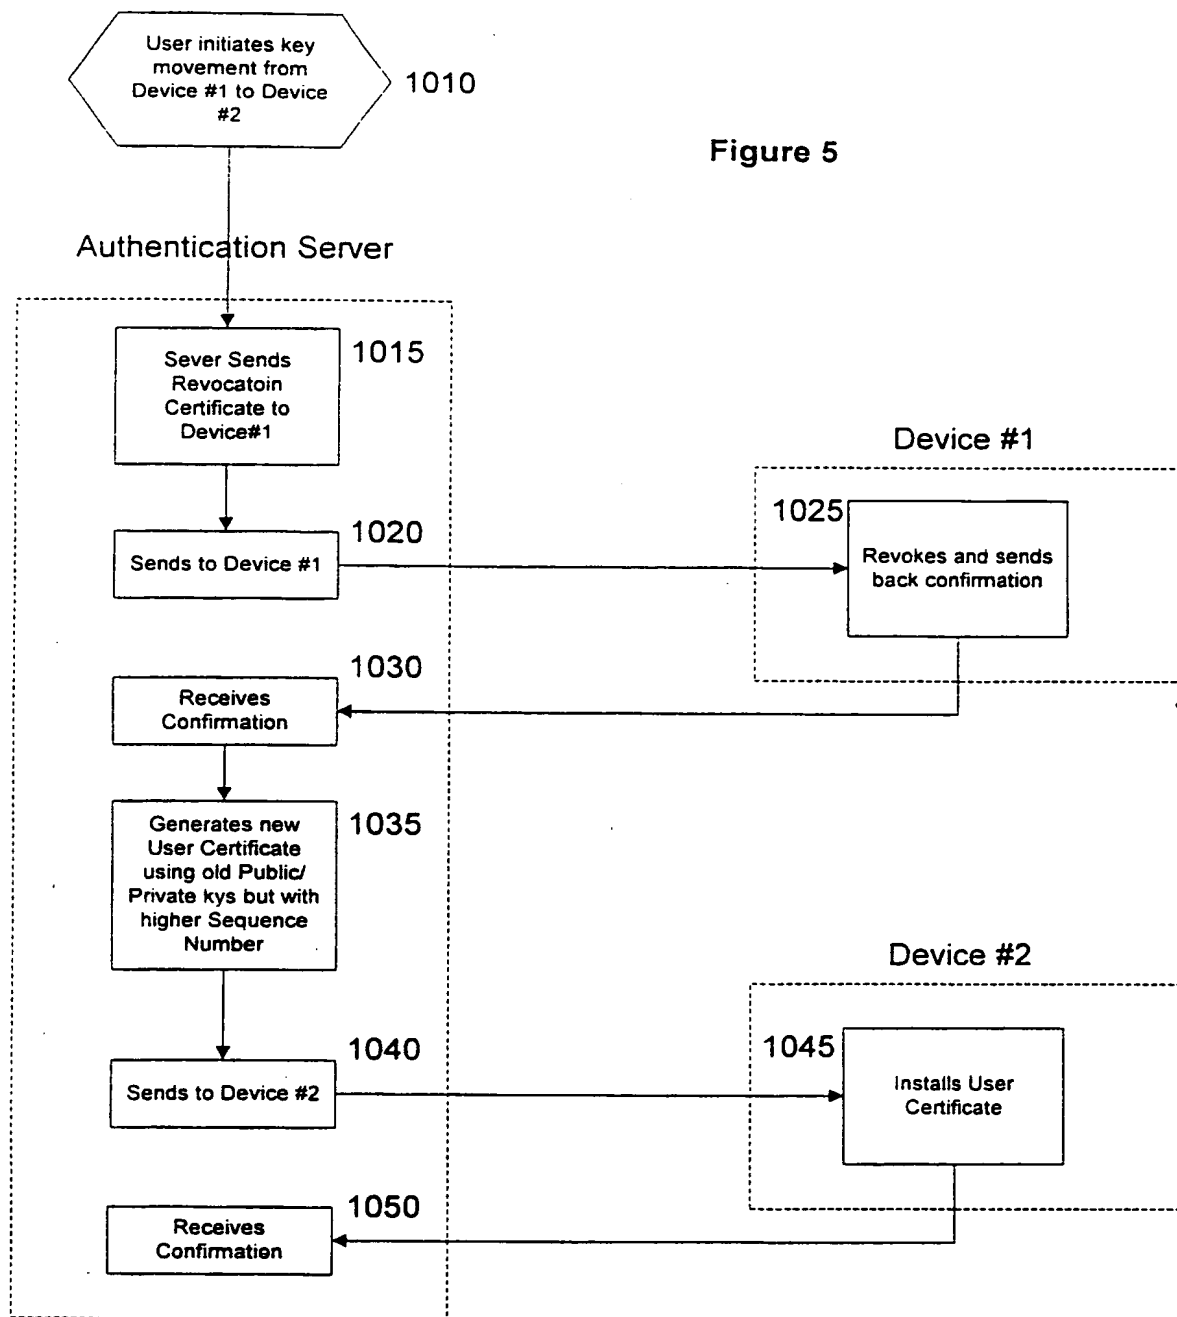 User initiates key
movement from
Device #1 to Device
#2
1010
Figure 5
Authentication Server
Sever Sends
Revocatoin
Certificate to
Device#1
1015
Device #1
Sends to Device #1
1020
1025
Revokes and sends
back confirmation
Receives
Confirmation
1030
Generates new
User Certificate
using old Public/
Private kys but with
higher Sequence
Number
1035
Device #2
Sends to Device #2
1040
1045
Installs User
Certificate
Receives
Confirmation
1050